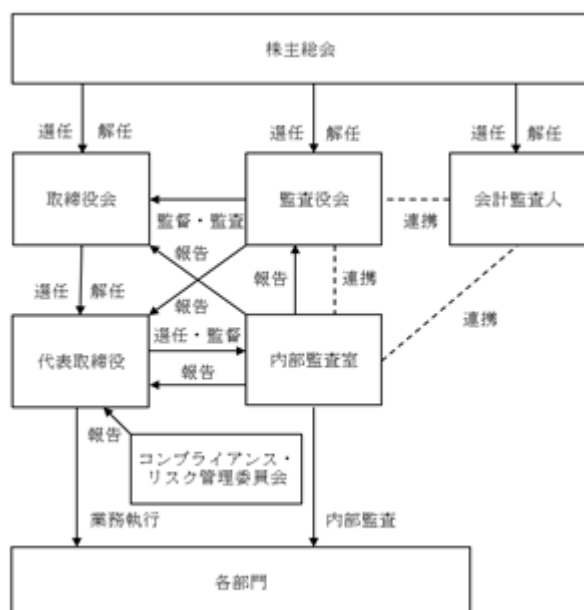 株主総会
選任 解任
選任 解任
選任 解任
取締役会
監査役会
会計監査人
監督・監査
連携
報告
選任 解任
報告
報告
連携
連携
代表取締役
選任・監督
内部監査室
報告
報告
コンプライアンス・
リスク管理委員会
業務執行
内部監査
各部門